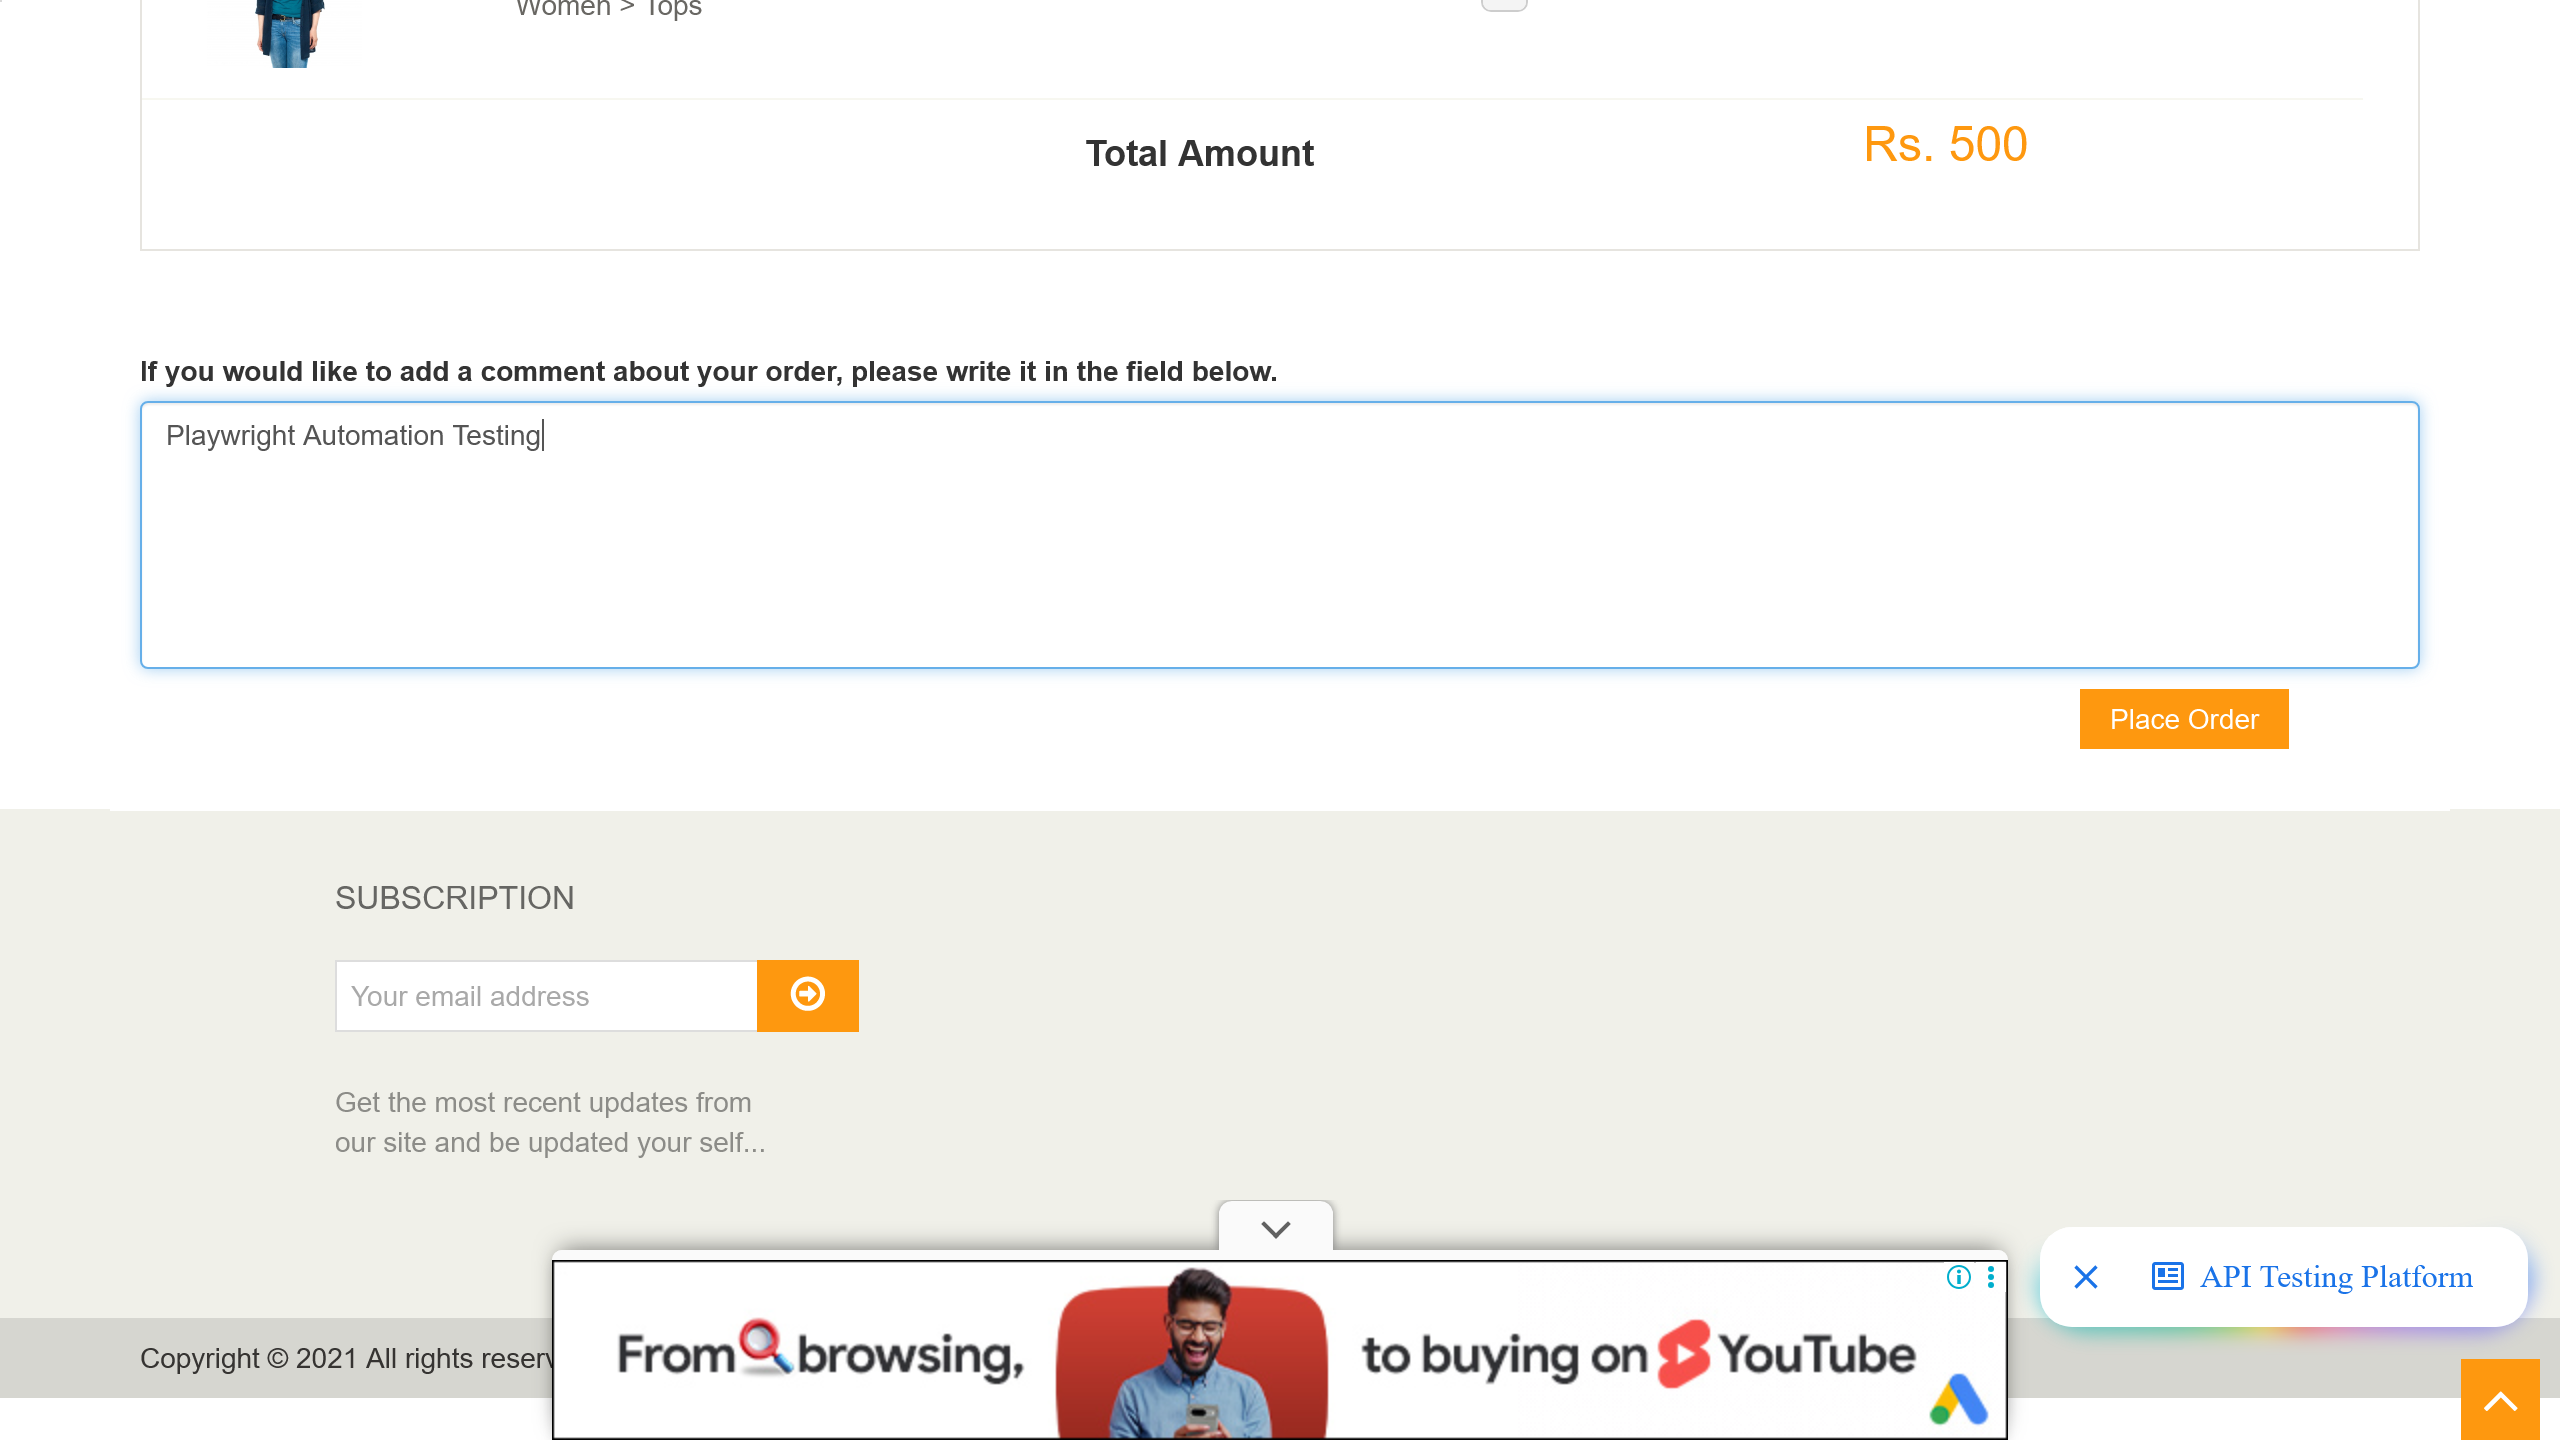 Women > Tops
Total Amount
Rs. 500
If you would like to add a comment about your order, please write it in the field below.
Playwright Automation Testing
Place Order
SUBSCRIPTION
Your email address
Get the most recent updates from
our site and be updated your self...
API Testing Platform
From browsing, to buying on YouTube
Copyright © 2021 All rights reserv